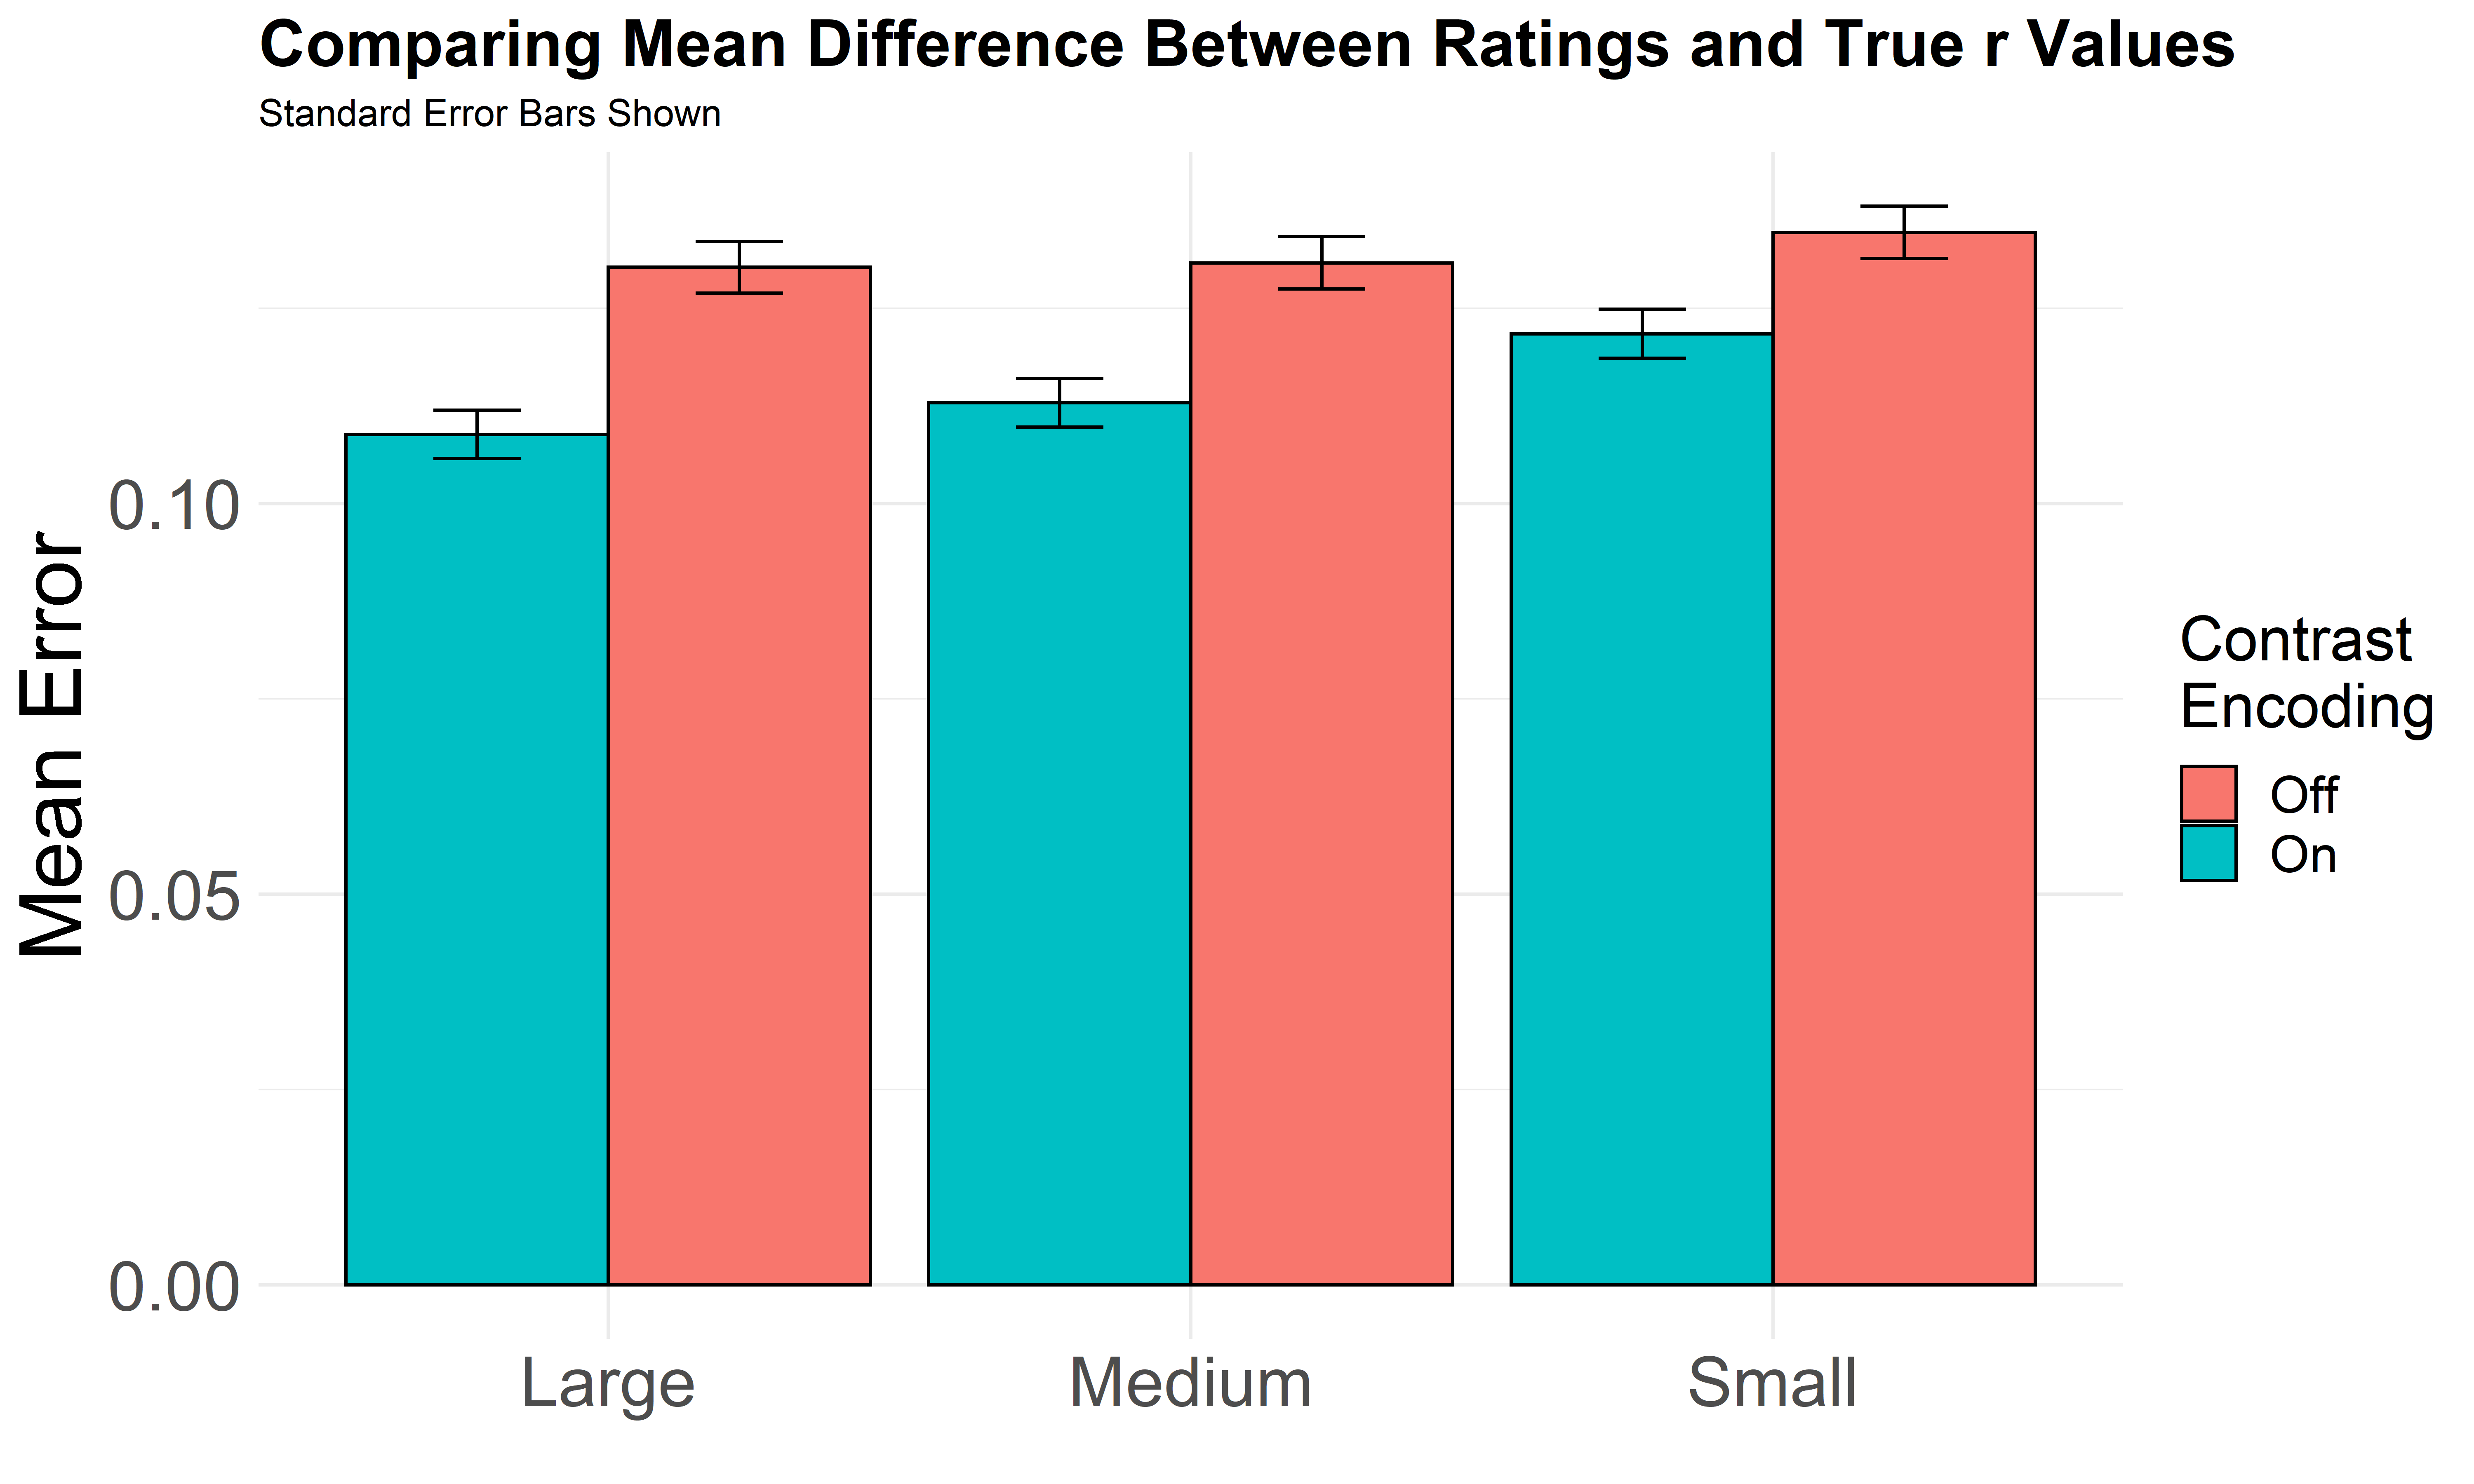 Comparing Mean Difference Between Ratings and True r Values
Standard Error Bars Shown
Mean Error
0.10
0.05
0.00
Large
Medium
Small
Contrast
Encoding
Off
On